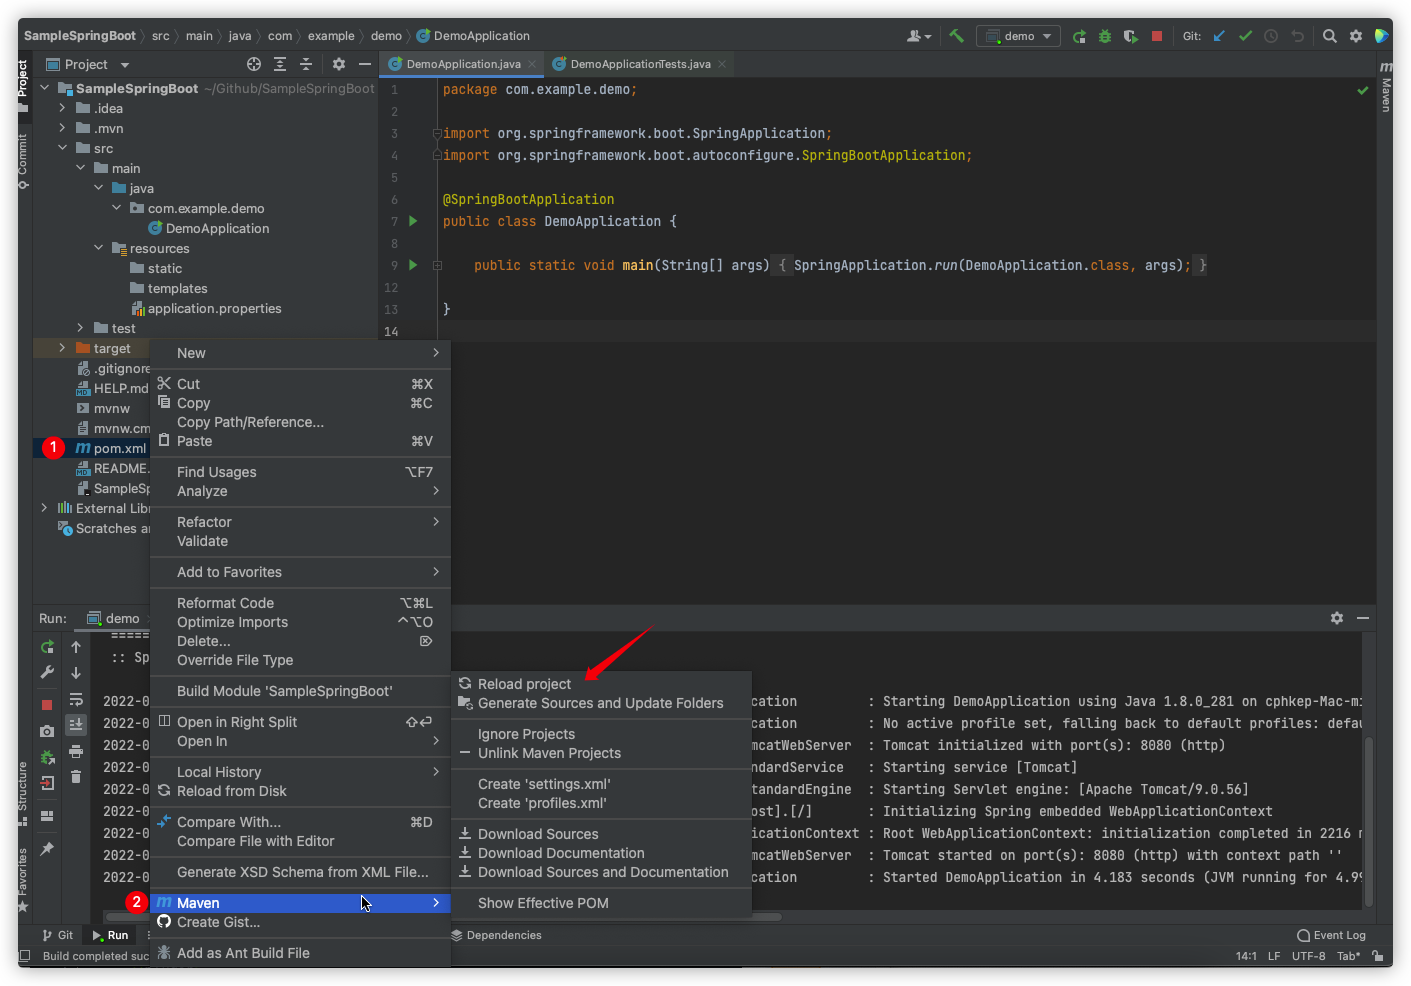 SampleSpringBoot src main java com example demo DemoApplication
demo
Git:
Project
DemoApplication.java
DemoApplicationTests.java
Project
Commit
Structure
Favorites
Maven
SampleSpringBoot ~/Github/SampleSpringBoot
.idea
.mvn
src
main
java
com.example.demo
DemoApplication
resources
static
templates
application.properties
test
target
.gitignore
HELP.md
mvnw
mvnw.cm
1
pom.xml
README.
SampleSp
External Libr
Scratches a
1 package com.example.demo;
2
3 import org.springframework.boot.SpringApplication;
4 import org.springframework.boot.autoconfigure.SpringBootApplication;
5
6 @SpringBootApplication
7 public class DemoApplication {
8
9 public static void main(String[] args) { SpringApplication.run(DemoApplication.class, args); }
12
13 }
14
New
Cut ⌘X
Copy ⌘C
Copy Path/Reference...
Paste ⌘V
Find Usages ⌥F7
Analyze
Refactor
Validate
Add to Favorites
Reformat Code ⌥⌘L
Optimize Imports ^⌥O
Delete... ⌦
Override File Type
Build Module 'SampleSpringBoot'
Open in Right Split ⇧↩
Open In
Local History
Reload from Disk
Compare With... ⌘D
Compare File with Editor
Generate XSD Schema from XML File...
2
Maven
Create Gist...
Add as Ant Build File
Reload project
Generate Sources and Update Folders
Ignore Projects
Unlink Maven Projects
Create 'settings.xml'
Create 'profiles.xml'
Download Sources
Download Documentation
Download Sources and Documentation
Show Effective POM
Run: demo
=====
:: Sp
2022-0 cation : Starting DemoApplication using Java 1.8.0_281 on cphkep-Mac-mi
2022-0 cation : No active profile set, falling back to default profiles: defau
2022-0 mcatWebServer : Tomcat initialized with port(s): 8080 (http)
2022-0 ndardService : Starting service [Tomcat]
2022-0 tandardEngine : Starting Servlet engine: [Apache Tomcat/9.0.56]
2022-0 ost].[/] : Initializing Spring embedded WebApplicationContext
2022-0 licationContext : Root WebApplicationContext: initialization completed in 2216 m
2022-0 mcatWebServer : Tomcat started on port(s): 8080 (http) with context path ''
2022-0 cation : Started DemoApplication in 4.183 seconds (JVM running for 4.99
Git Run Dependencies Event Log
Build completed suc 14:1 LF UTF-8 Tab*